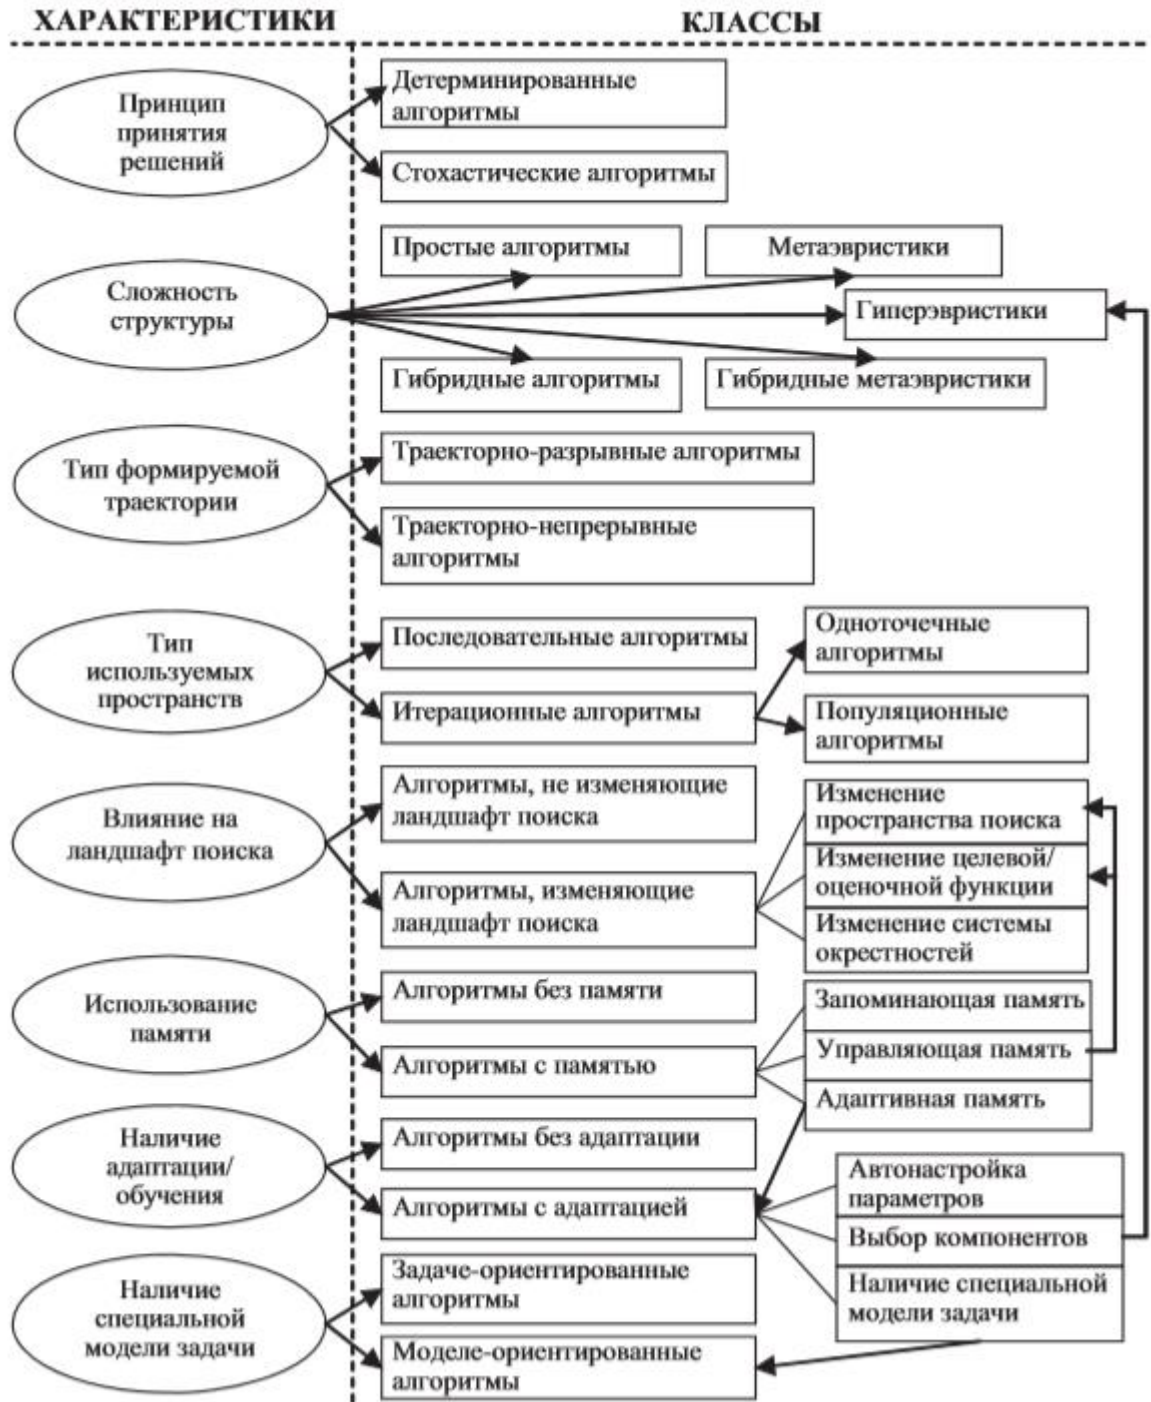 ХАРАКТЕРИСТИКИ
КЛАССЫ
Принцип
принятия
решений
Детерминированные
алгоритмы
Стохастические алгоритмы
Сложность
структуры
Простые алгоритмы
Метаэвристики
Гиперэвристики
Гибридные алгоритмы
Гибридные метаэвристики
Тип формируемой
траектории
Траекторно-разрывные алгоритмы
Траекторно-непрерывные
алгоритмы
Тип
используемых
пространств
Последовательные алгоритмы
Итерационные алгоритмы
Одноточечные
алгоритмы
Популяционные
алгоритмы
Влияние на
ландшафт поиска
Алгоритмы, не изменяющие
ландшафт поиска
Алгоритмы, изменяющие
ландшафт поиска
Изменение
пространства поиска
Изменение целевой/
оценочной функции
Изменение системы
окрестностей
Использование
памяти
Алгоритмы без памяти
Алгоритмы с памятью
Запоминающая память
Управляющая память
Адаптивная память
Наличие
адаптации/
обучения
Алгоритмы без адаптации
Алгоритмы с адаптацией
Автонастройка
параметров
Выбор компонентов
Наличие специальной
модели задачи
Наличие
специальной
модели задачи
Задаче-ориентированные
алгоритмы
Моделе-ориентированные
алгоритмы